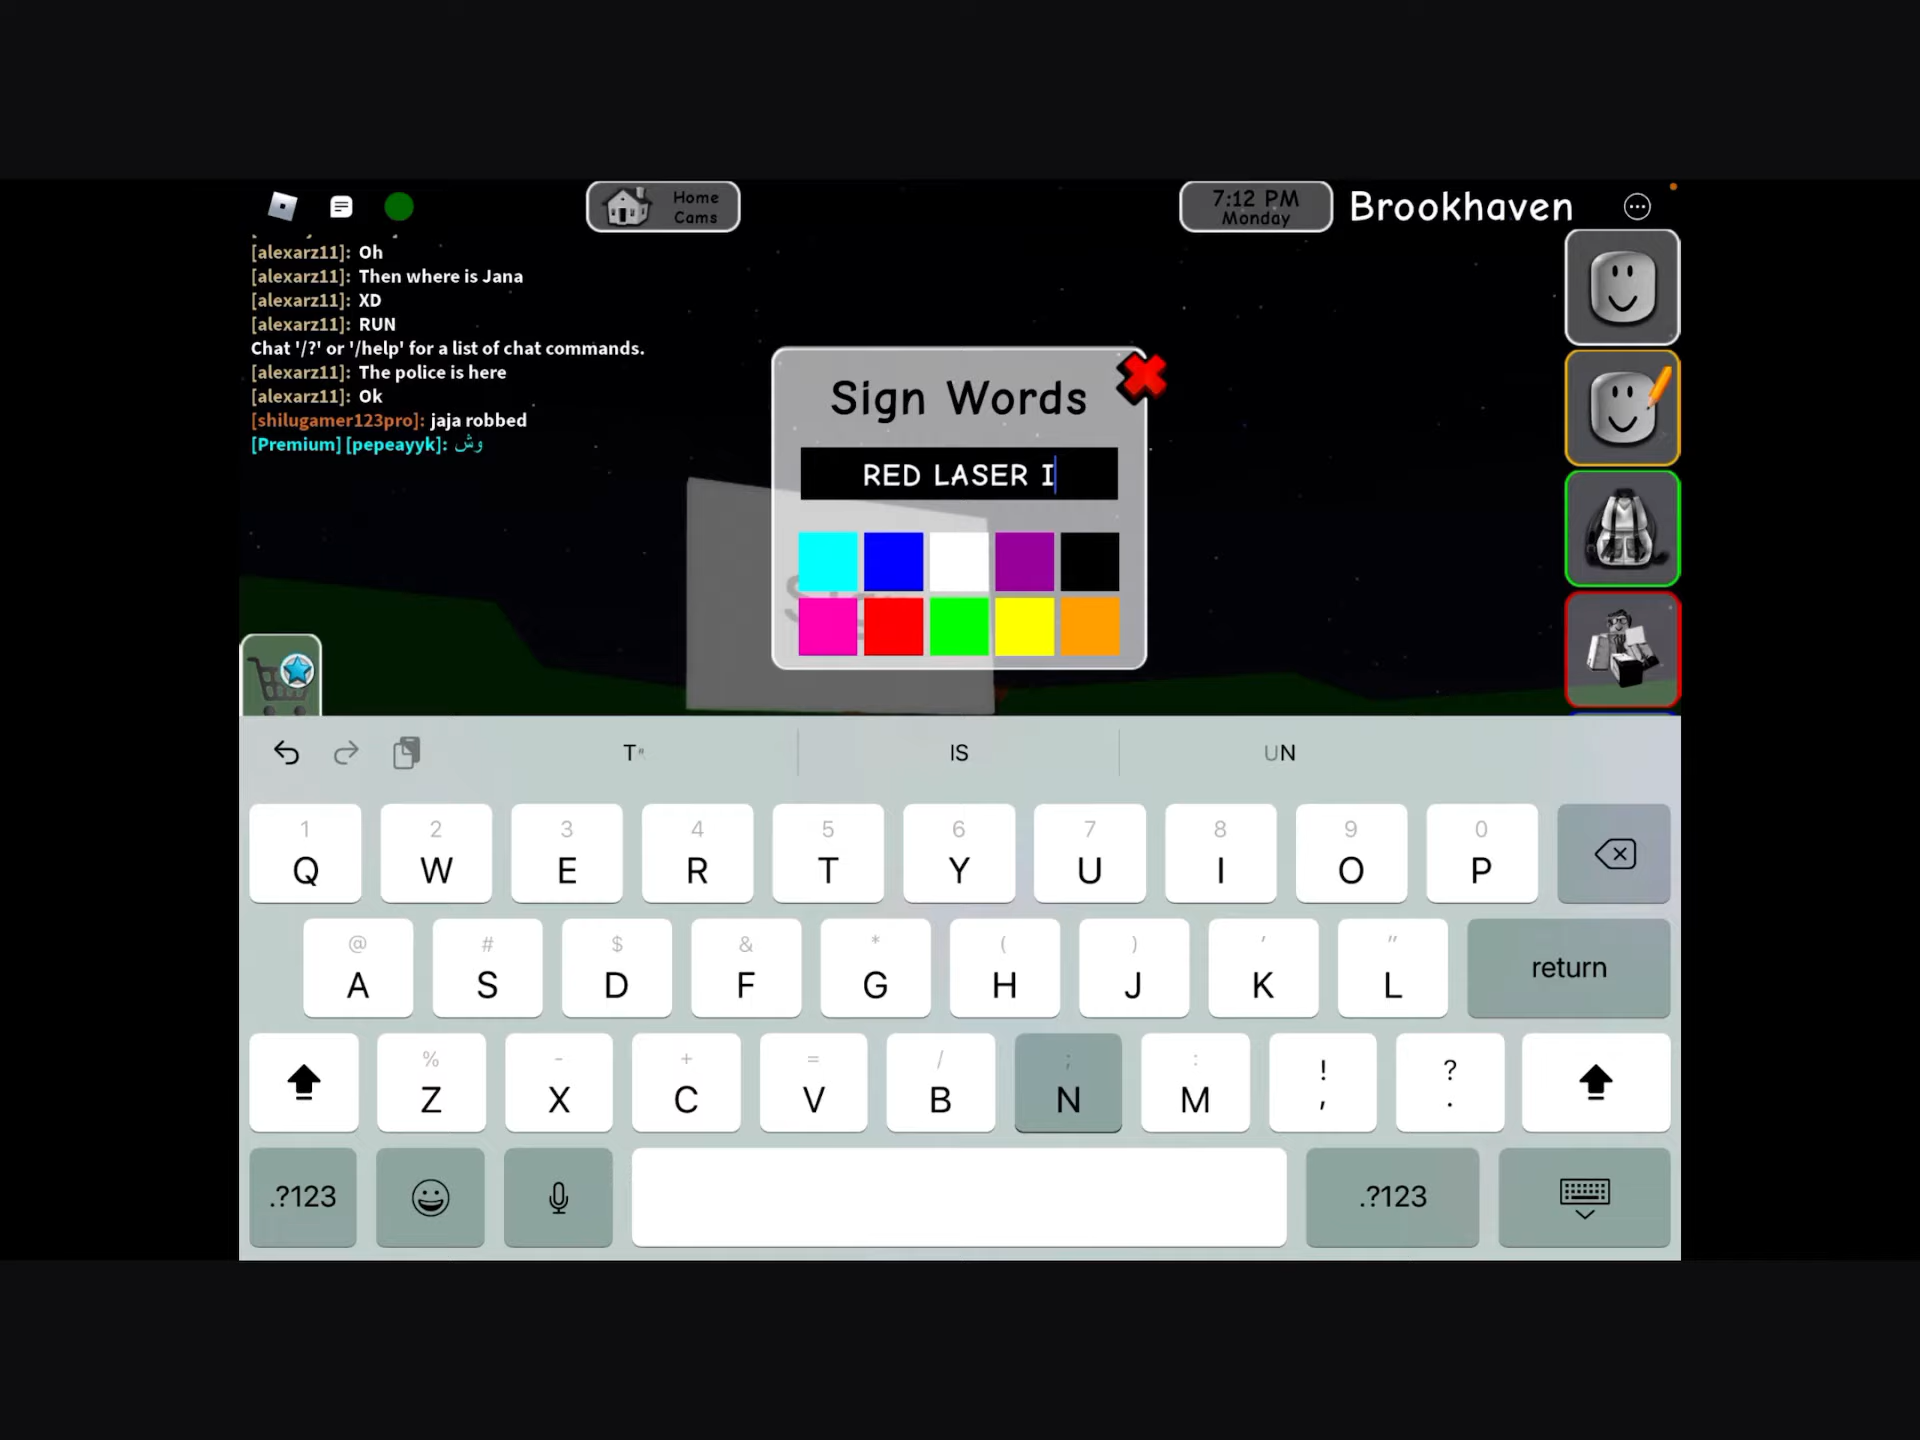 Home
Cams
7:12 PM
Monday
Brookhaven
[alexarz11]: Oh
[alexarz11]: Then where is Jana
[alexarz11]: XD
[alexarz11]: RUN
Chat '/?' or '/help' for a list of chat commands.
[alexarz11]: The police is here
[alexarz11]: Ok
[shilugamer123pro]: jaja robbed
[Premium] [pepeayyk]: وش
Sign Words
RED LASER I
IS
UN
1 2 3 4 5 6 7 8 9 0
Q W E R T Y U I O P
@ # $ & * ( ) ' "
A S D F G H J K L return
% - + = / ; : ! ?
Z X C V B N M , .
.?123 .?123